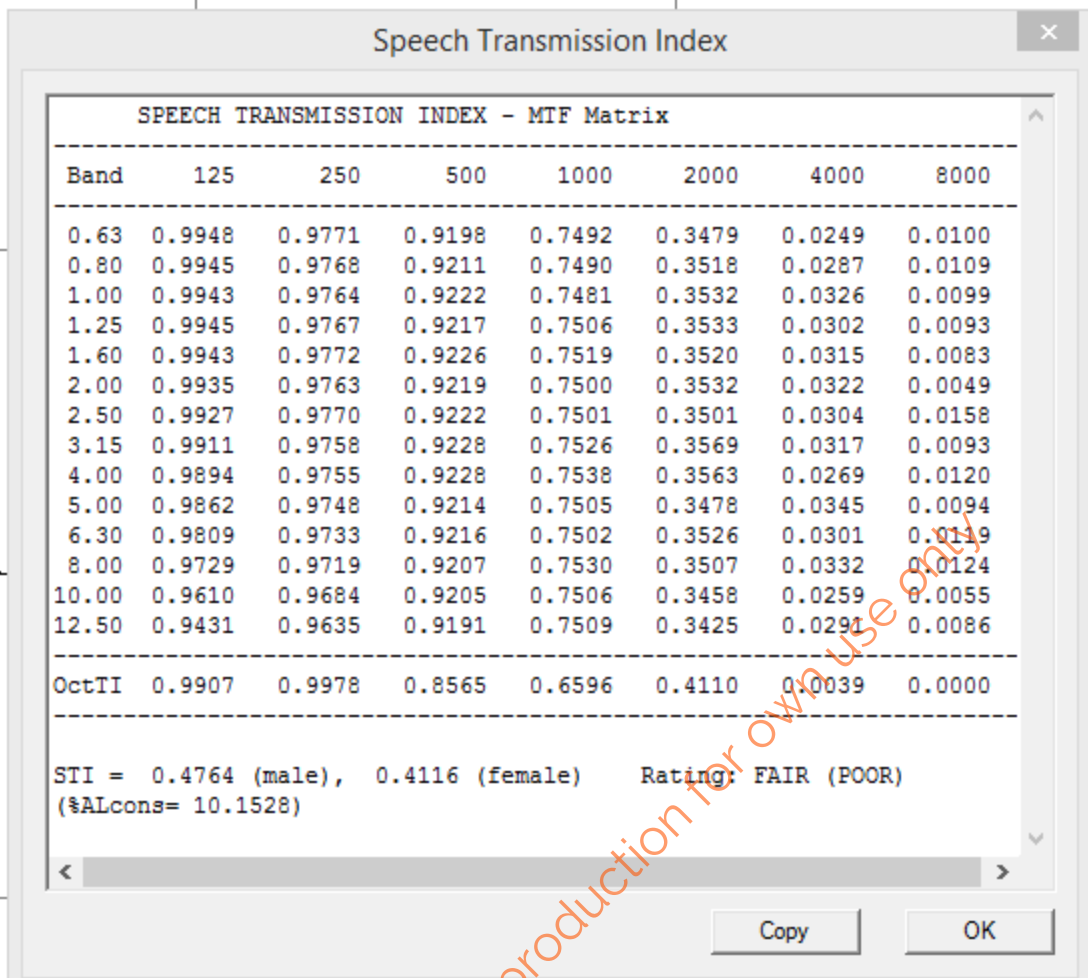 Speech Transmission Index
SPEECH TRANSMISSION INDEX - MTF Matrix
Band 125 250 500 1000 2000 4000 8000
0.63 0.9948 0.9771 0.9198 0.7492 0.3479 0.0249 0.0100
0.80 0.9945 0.9768 0.9211 0.7490 0.3518 0.0287 0.0109
1.00 0.9943 0.9764 0.9222 0.7481 0.3532 0.0326 0.0099
1.25 0.9945 0.9767 0.9217 0.7506 0.3533 0.0302 0.0093
1.60 0.9943 0.9772 0.9226 0.7519 0.3520 0.0315 0.0083
2.00 0.9935 0.9763 0.9219 0.7500 0.3532 0.0322 0.0049
2.50 0.9927 0.9770 0.9222 0.7501 0.3501 0.0304 0.0158
3.15 0.9911 0.9758 0.9228 0.7526 0.3569 0.0317 0.0093
4.00 0.9894 0.9755 0.9228 0.7538 0.3563 0.0269 0.0120
5.00 0.9862 0.9748 0.9214 0.7505 0.3478 0.0345 0.0094
6.30 0.9809 0.9733 0.9216 0.7502 0.3526 0.0301 0.0119
8.00 0.9729 0.9719 0.9207 0.7530 0.3507 0.0332 0.0124
10.00 0.9610 0.9684 0.9205 0.7506 0.3458 0.0259 0.0055
12.50 0.9431 0.9635 0.9191 0.7509 0.3425 0.0291 0.0086
OctTI 0.9907 0.9978 0.8565 0.6596 0.4110 0.0039 0.0000
STI = 0.4764 (male), 0.4116 (female) Rating: FAIR (POOR)
(%ALcons= 10.1528)
Copy OK
for own use only